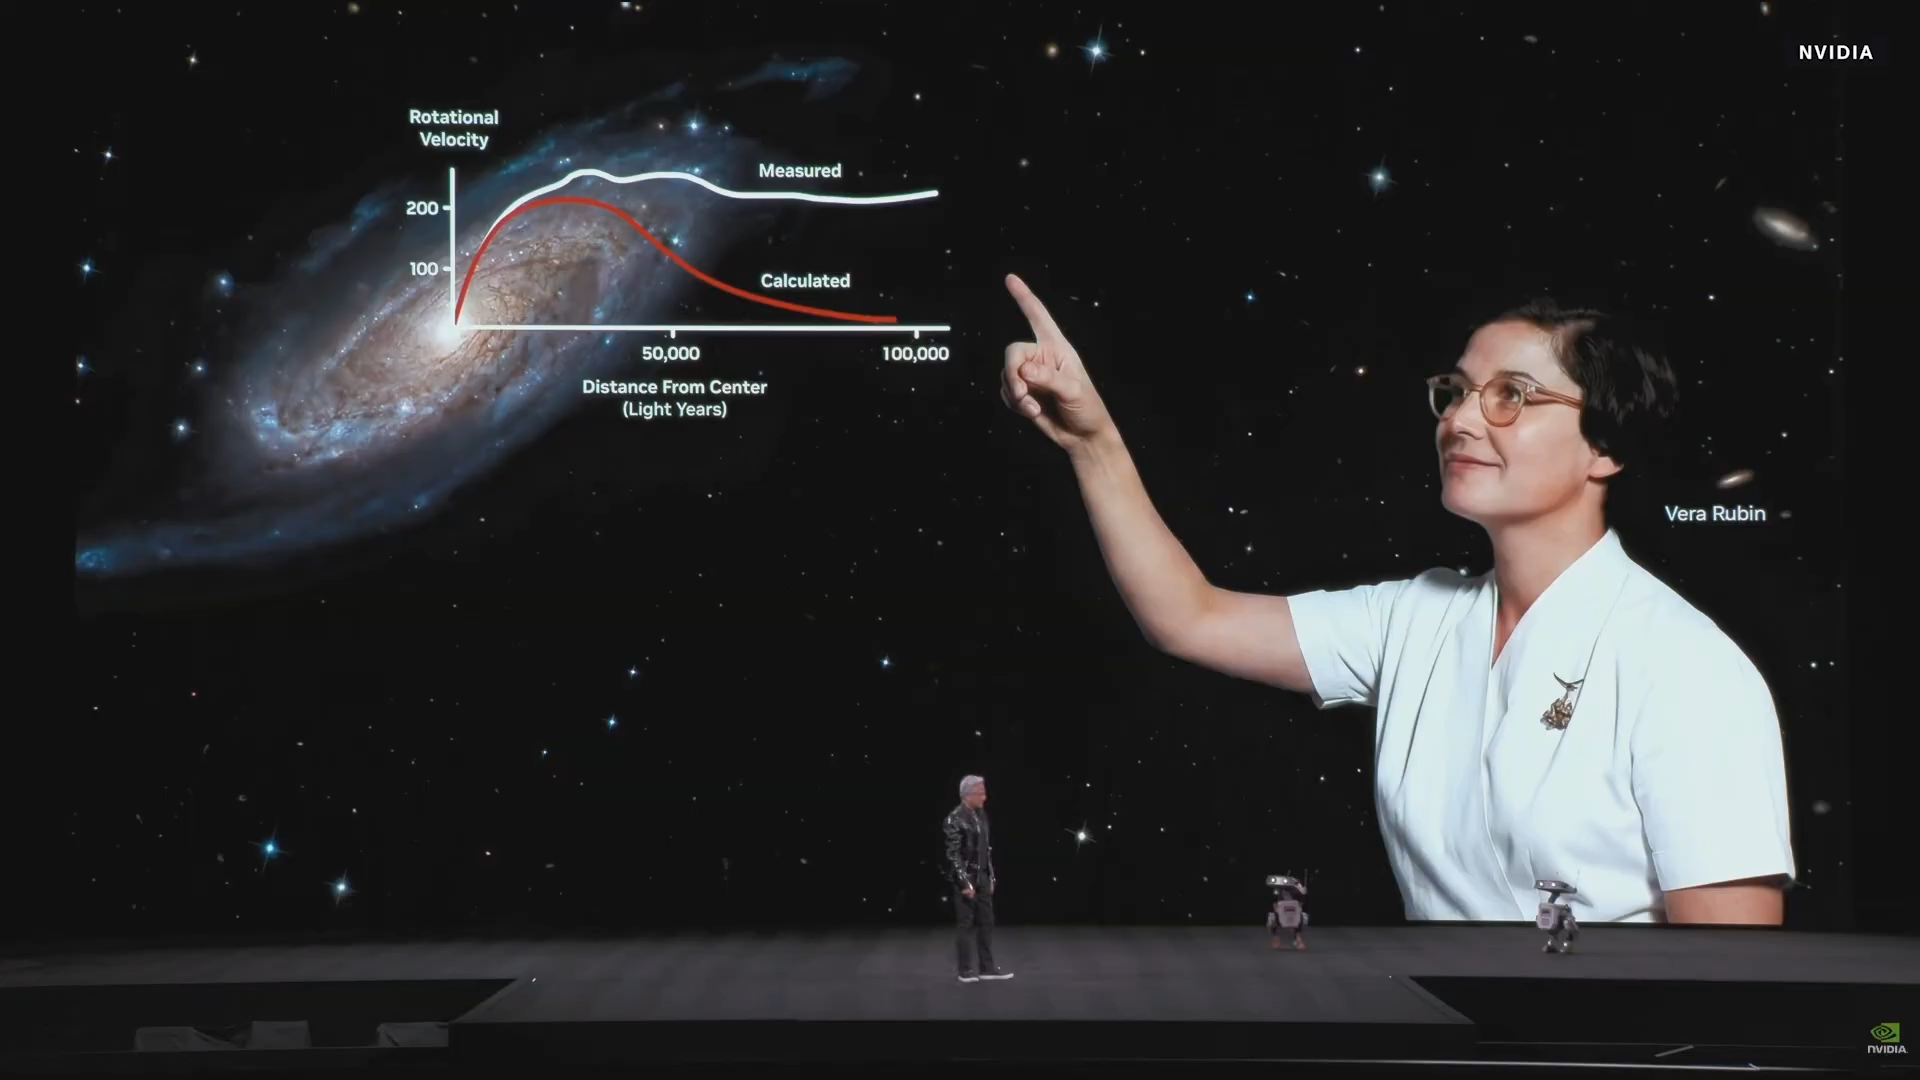 NVIDIA
Rotational
Velocity
Measured
200
Calculated
100
50,000
100,000
Distance From Center
(Light Years)
Vera Rubin
NVIDIA